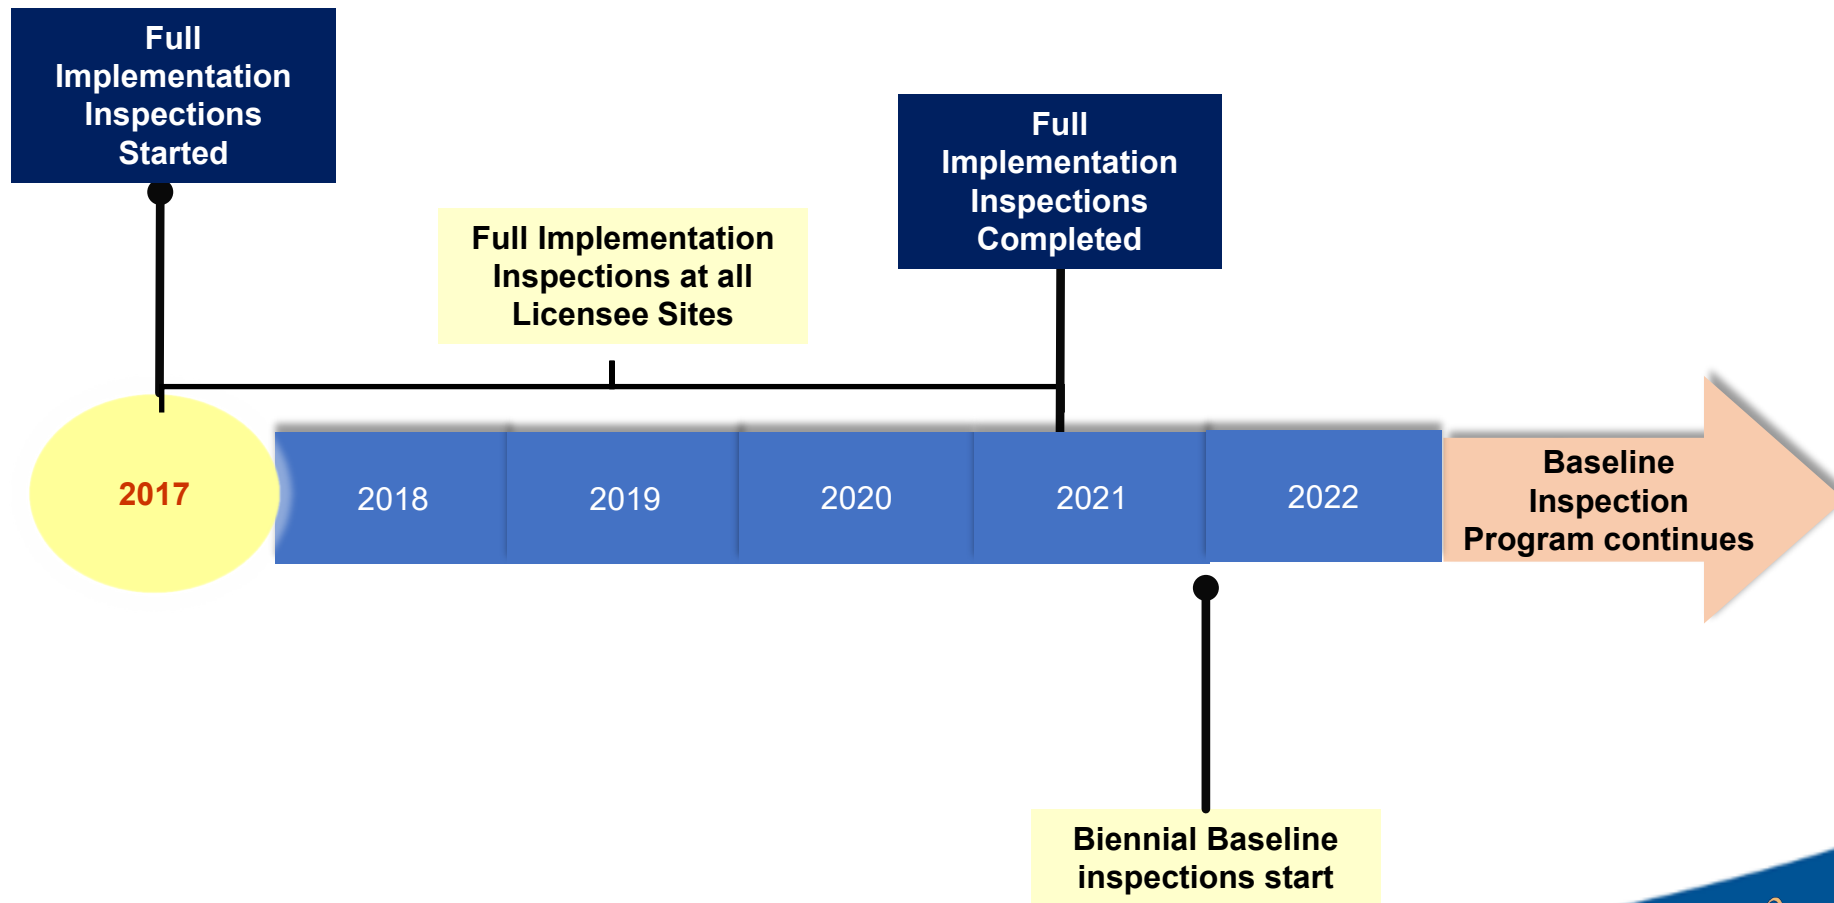 Full
Implementation
Inspections
Started
Full
Implementation
Inspections
Completed
Full Implementation
Inspections at all
Licensee Sites
2017
2018
2019
2020
2021
2022
Baseline
Inspection
Program continues
Biennial Baseline
inspections start